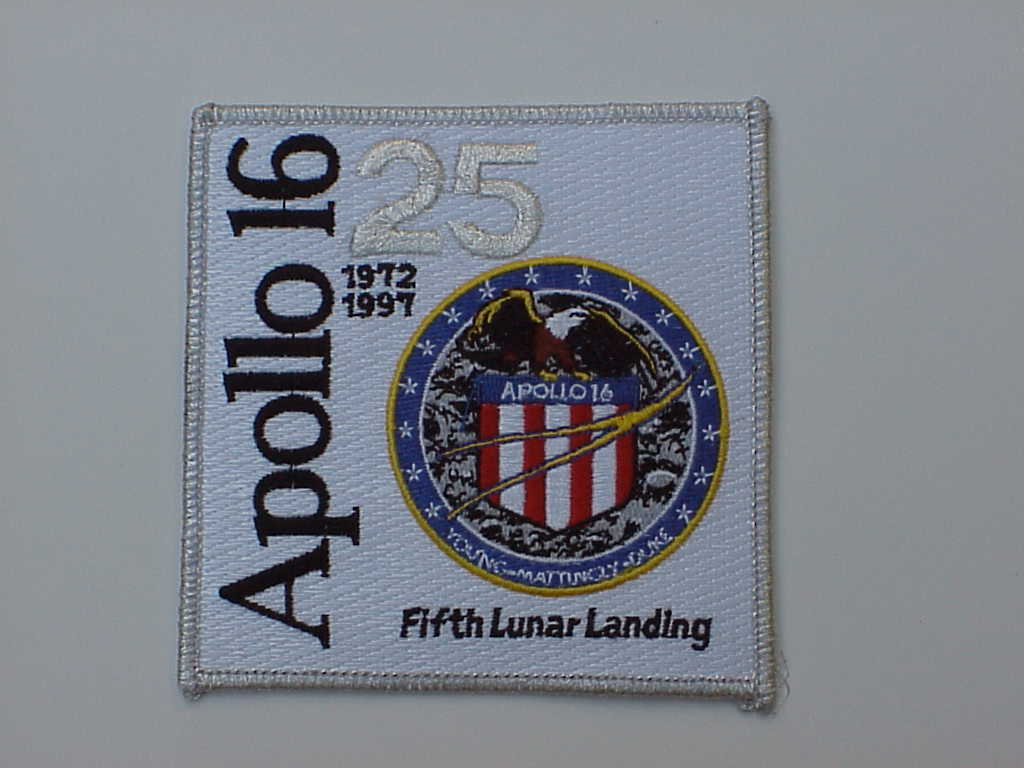 Apollo 16
25
1972
1997
APOLLO 16
YOUNG-MATTINGLY-DUKE
Fifth Lunar Landing